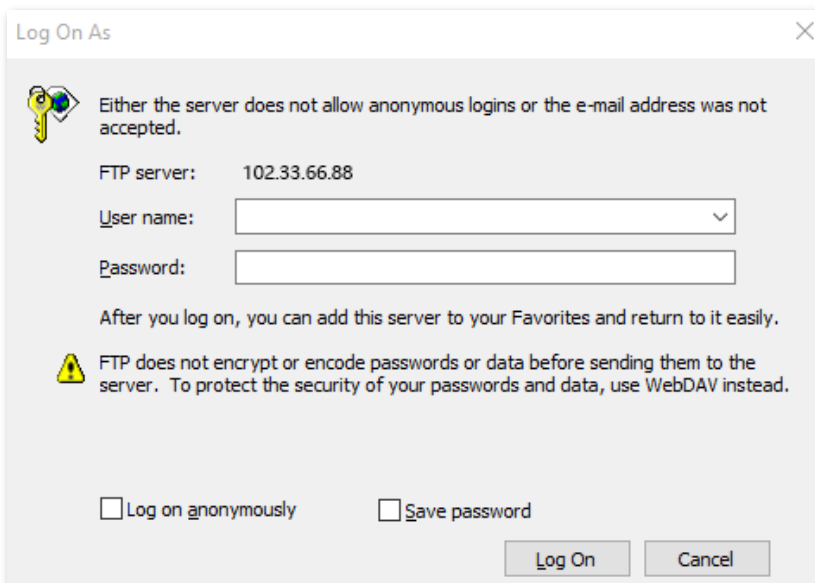 Log On As
Either the server does not allow anonymous logins or the e-mail address was not
accepted.
FTP server: 102.33.66.88
User name:
Password:
After you log on, you can add this server to your Favorites and return to it easily.
FTP does not encrypt or encode passwords or data before sending them to the
server.  To protect the security of your passwords and data, use WebDAV instead.
Log on anonymously Save password
Log On Cancel